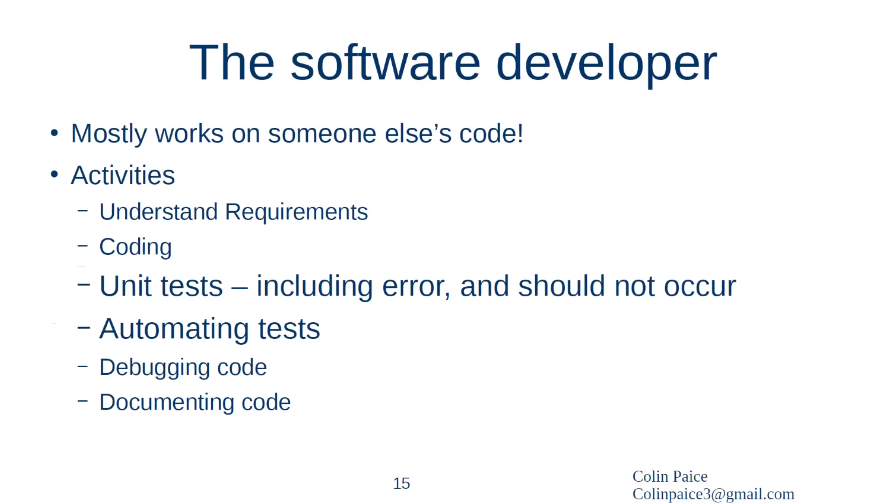 The software developer
• Mostly works on someone else’s code!
• Activities
– Understand Requirements
– Coding
– Unit tests – including error, and should not occur
– Automating tests
– Debugging code
– Documenting code
15
Colin Paice
Colinpaice3@gmail.com